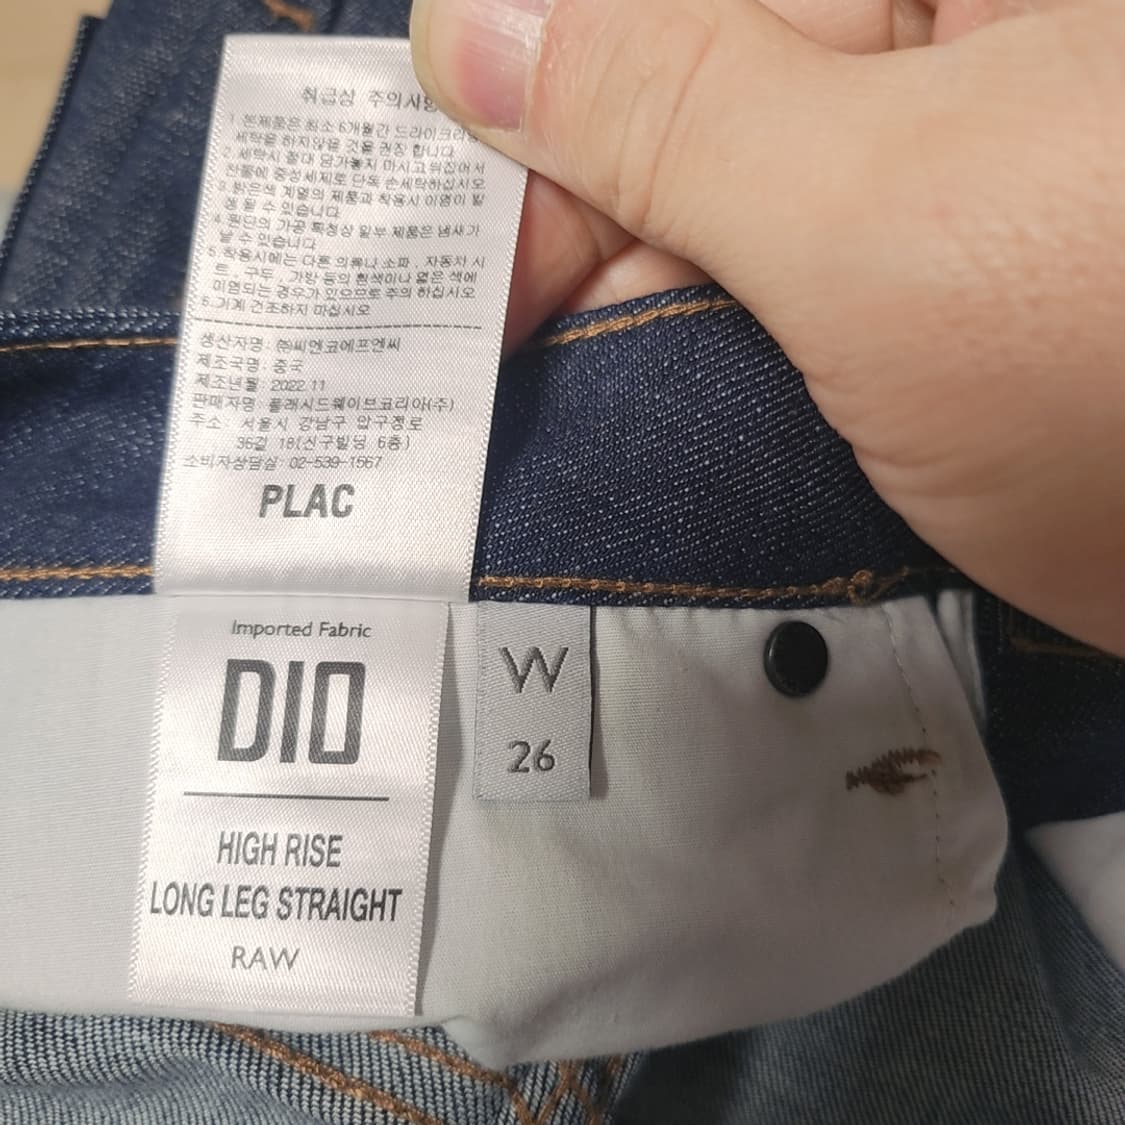 취급상 주의사항
1. 본제품은 최소 6개월간 드라이크리닝
세탁을 하지않을 것을 권장 합니다
2. 세탁시 절대 담가놓지 마시고 뒤집어서
찬물에 중성세제로 단독 손세탁하십시오
3. 밝은색 계열의 제품과 착용시 이염이 될
수 있습니다
4. 원단의 가공 특성상 일부 제품은 냄새가
날 수 있습니다
5. 착용시에는 다른 의류나 소파 , 자동차 시
트 , 구두 , 가방 등의 흰색이나 옅은 색에
이염되는 경우가 있으므로 주의 하십시오
6. 기계 건조하지 마십시오
생산자명 : ㈜씨엔코에프엔씨
제조국명 : 중국
제조년월 : 2022.11
판매자명 : 플래시드웨이브코리아(주)
주소 : 서울시 강남구 압구정로
36길 18(신구빌딩 6층)
소비자상담실 : 02-539-1567
PLAC
Imported Fabric
DIO
HIGH RISE
LONG LEG STRAIGHT
RAW
W
26